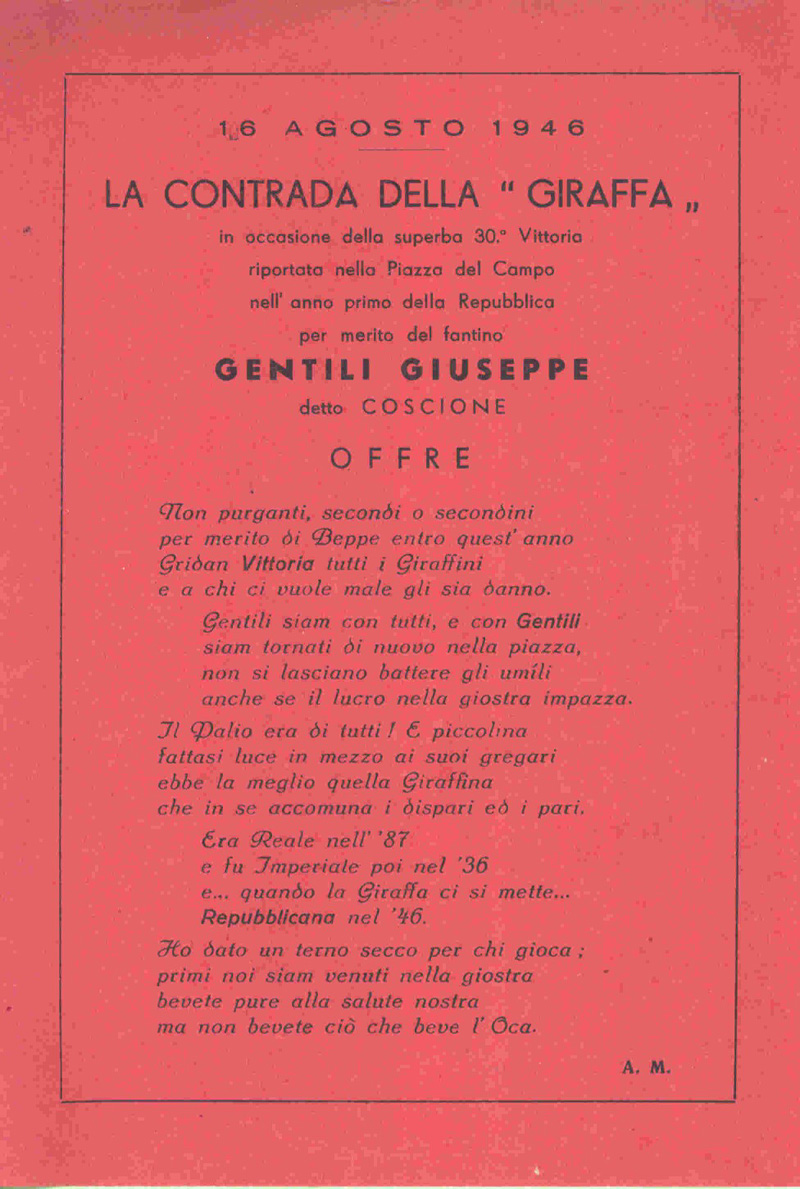 16 AGOSTO 1946
LA CONTRADA DELLA " GIRAFFA „
in occasione della superba 30.° Vittoria
riportata nella Piazza del Campo
nell' anno primo della Repubblica
per merito del fantino
GENTILI GIUSEPPE
detto COSCIONE
OFFRE
Non purganti, secondi o secondini
per merito di Beppe entro quest' anno
Gridan Vittoria tutti i Giraffini
e a chi ci vuole male gli sia danno.
Gentili siam con tutti, e con Gentili
siam tornati di nuovo nella piazza,
non si lasciano battere gli umili
anche se il lucro nella giostra impazza.
Il Palio era di tutti! E piccolina
fattasi luce in mezzo ai suoi gregari
ebbe la meglio quella Giraffina
che in se accomuna i dispari ed i pari.
Era Reale nell' '87
e fu Imperiale poi nel '36
e... quando la Giraffa ci si mette...
Repubblicana nel '46.
Ho dato un terno secco per chi gioca ;
primi noi siam venuti nella giostra
bevete pure alla salute nostra
ma non bevete ciò che beve l' Oca.
A. M.